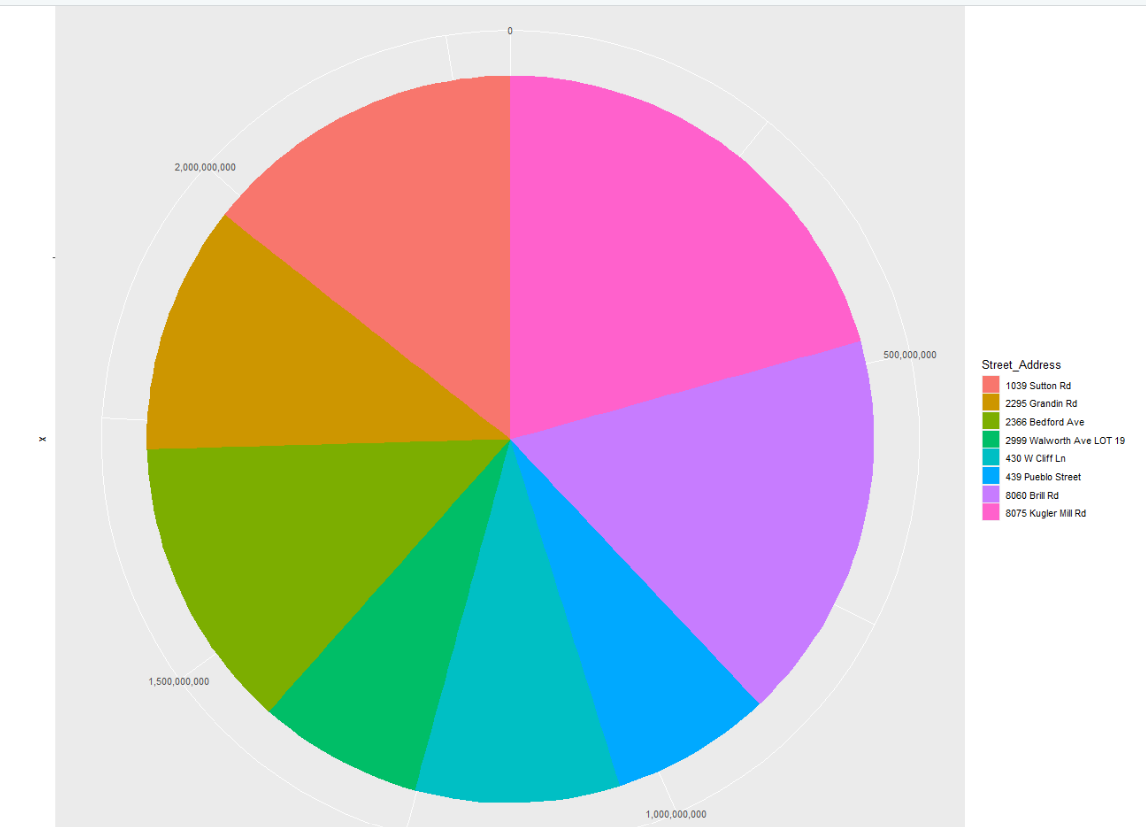 0
2,000,000,000
500,000,000
x
1,500,000,000
1,000,000,000
Street_Address
1039 Sutton Rd
2295 Grandin Rd
2366 Bedford Ave
2999 Walworth Ave LOT 19
430 W Cliff Ln
439 Pueblo Street
8060 Brill Rd
8075 Kugler Mill Rd